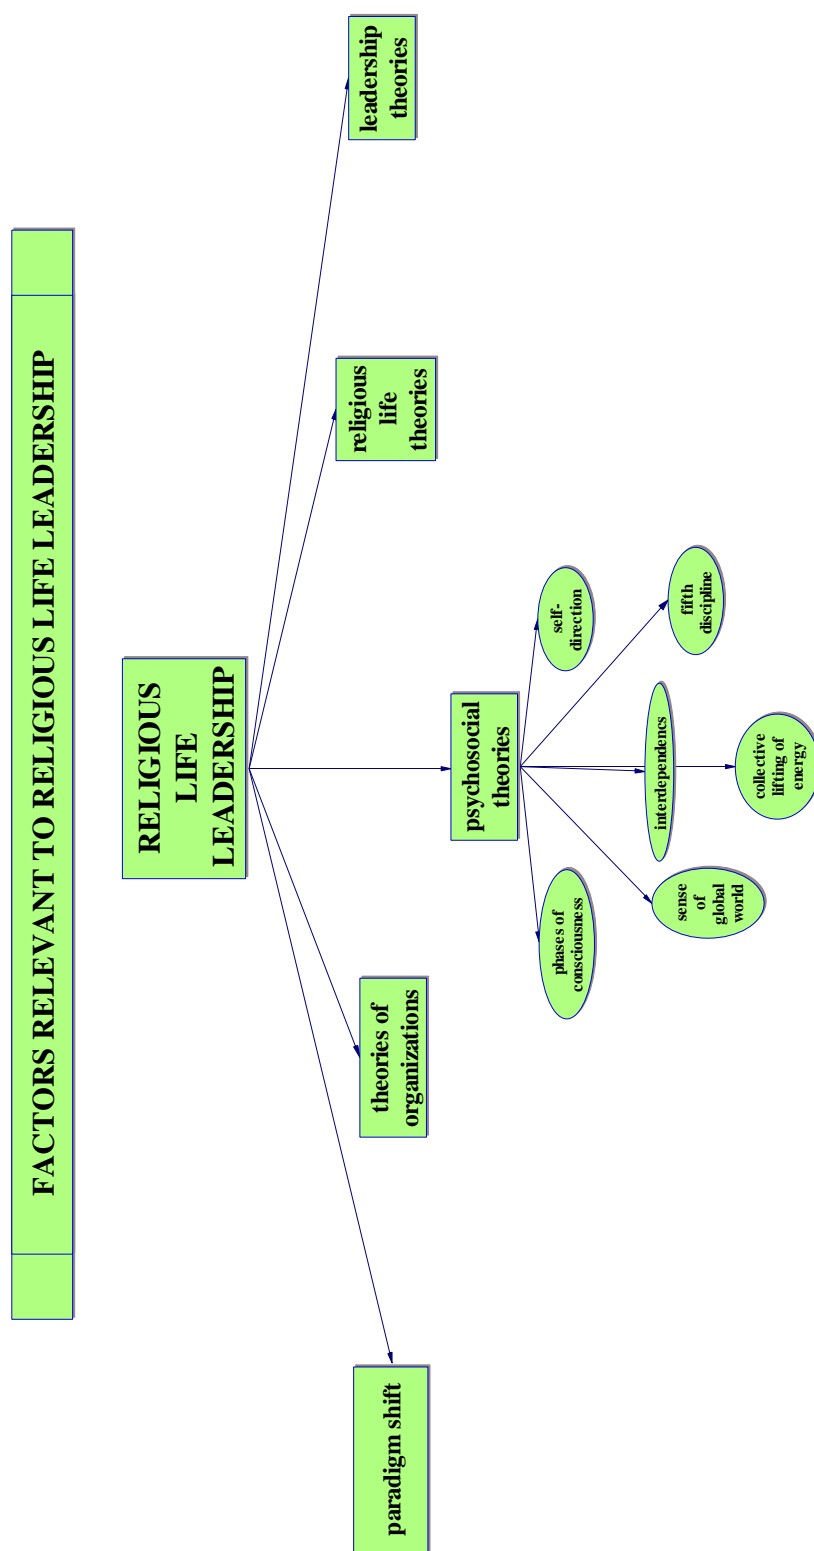 FACTORS RELEVANT TO RELIGIOUS LIFE LEADERSHIP
RELIGIOUS
LIFE
LEADERSHIP
paradigm shift
theories of
organizations
psychosocial
theories
religious
life
theories
leadership
theories
phases of
consciousness
sense
of
global
world
interdependencs
collective
lifting of
energy
fifth
discipline
self-
direction